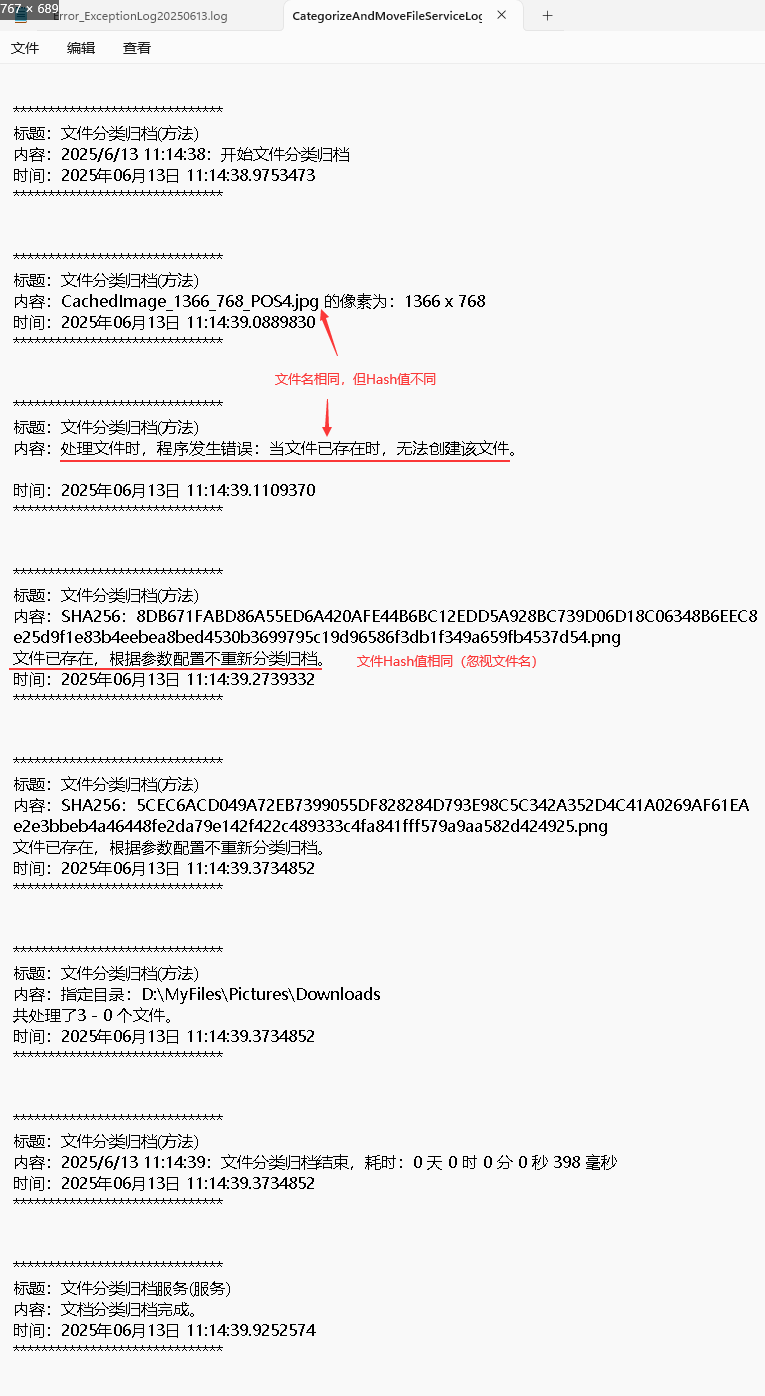 767 × 689
Error_ExceptionLog20250613.log
CategorizeAndMoveFileServiceLog
文件 编辑 查看
******************************
标题：文件分类归档(方法)
内容：2025/6/13 11:14:38：开始文件分类归档
时间：2025年06月13日 11:14:38.9753473
******************************
******************************
标题：文件分类归档(方法)
内容：CachedImage_1366_768_POS4.jpg 的像素为：1366 x 768
时间：2025年06月13日 11:14:39.0889830
******************************
文件名相同，但Hash值不同
******************************
标题：文件分类归档(方法)
内容：处理文件时，程序发生错误：当文件已存在时，无法创建该文件。
时间：2025年06月13日 11:14:39.1109370
******************************
******************************
标题：文件分类归档(方法)
内容：SHA256：8DB671FABD86A55ED6A420AFE44B6BC12EDD5A928BC739D06D18C06348B6EEC8
e25d9f1e83b4eebea8bed4530b3699795c19d96586f3db1f349a659fb4537d54.png
文件已存在，根据参数配置不重新分类归档。 文件Hash值相同（忽视文件名）
时间：2025年06月13日 11:14:39.2739332
******************************
******************************
标题：文件分类归档(方法)
内容：SHA256：5CEC6ACD049A72EB7399055DF828284D793E98C5C342A352D4C41A0269AF61EA
e2e3bbeb4a46448fe2da79e142f422c489333c4fa841fff579a9aa582d424925.png
文件已存在，根据参数配置不重新分类归档。
时间：2025年06月13日 11:14:39.3734852
******************************
******************************
标题：文件分类归档(方法)
内容：指定目录：D:\MyFiles\Pictures\Downloads
共处理了3 - 0 个文件。
时间：2025年06月13日 11:14:39.3734852
******************************
******************************
标题：文件分类归档(方法)
内容：2025/6/13 11:14:39：文件分类归档结束，耗时：0 天 0 时 0 分 0 秒 398 毫秒
时间：2025年06月13日 11:14:39.3734852
******************************
******************************
标题：文件分类归档服务(服务)
内容：文档分类归档完成。
时间：2025年06月13日 11:14:39.9252574
******************************